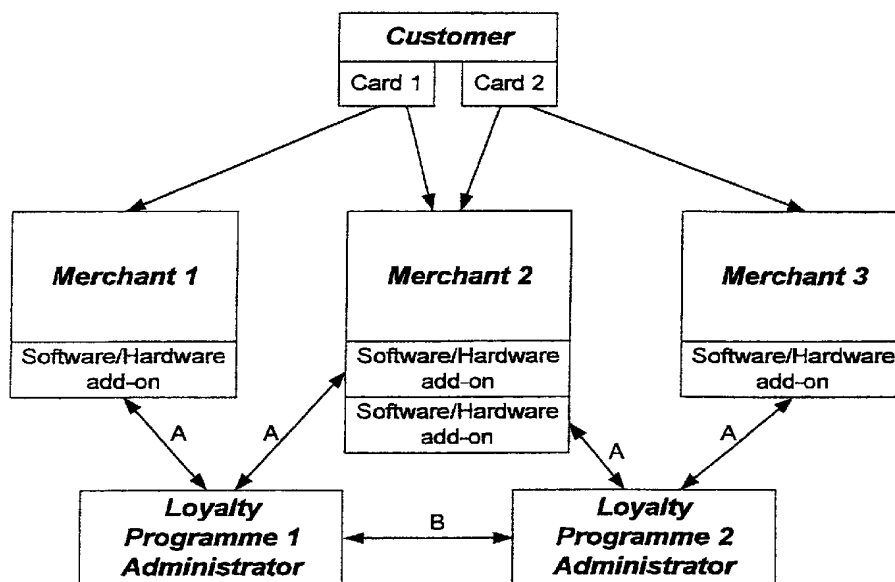 Customer
Card 1
Card 2
Merchant 1
Merchant 2
Merchant 3
Software/Hardware
add-on
Software/Hardware
add-on
Software/Hardware
add-on
Software/Hardware
add-on
A
A
A
A
Loyalty
Programme 1
Administrator
B
Loyalty
Programme 2
Administrator